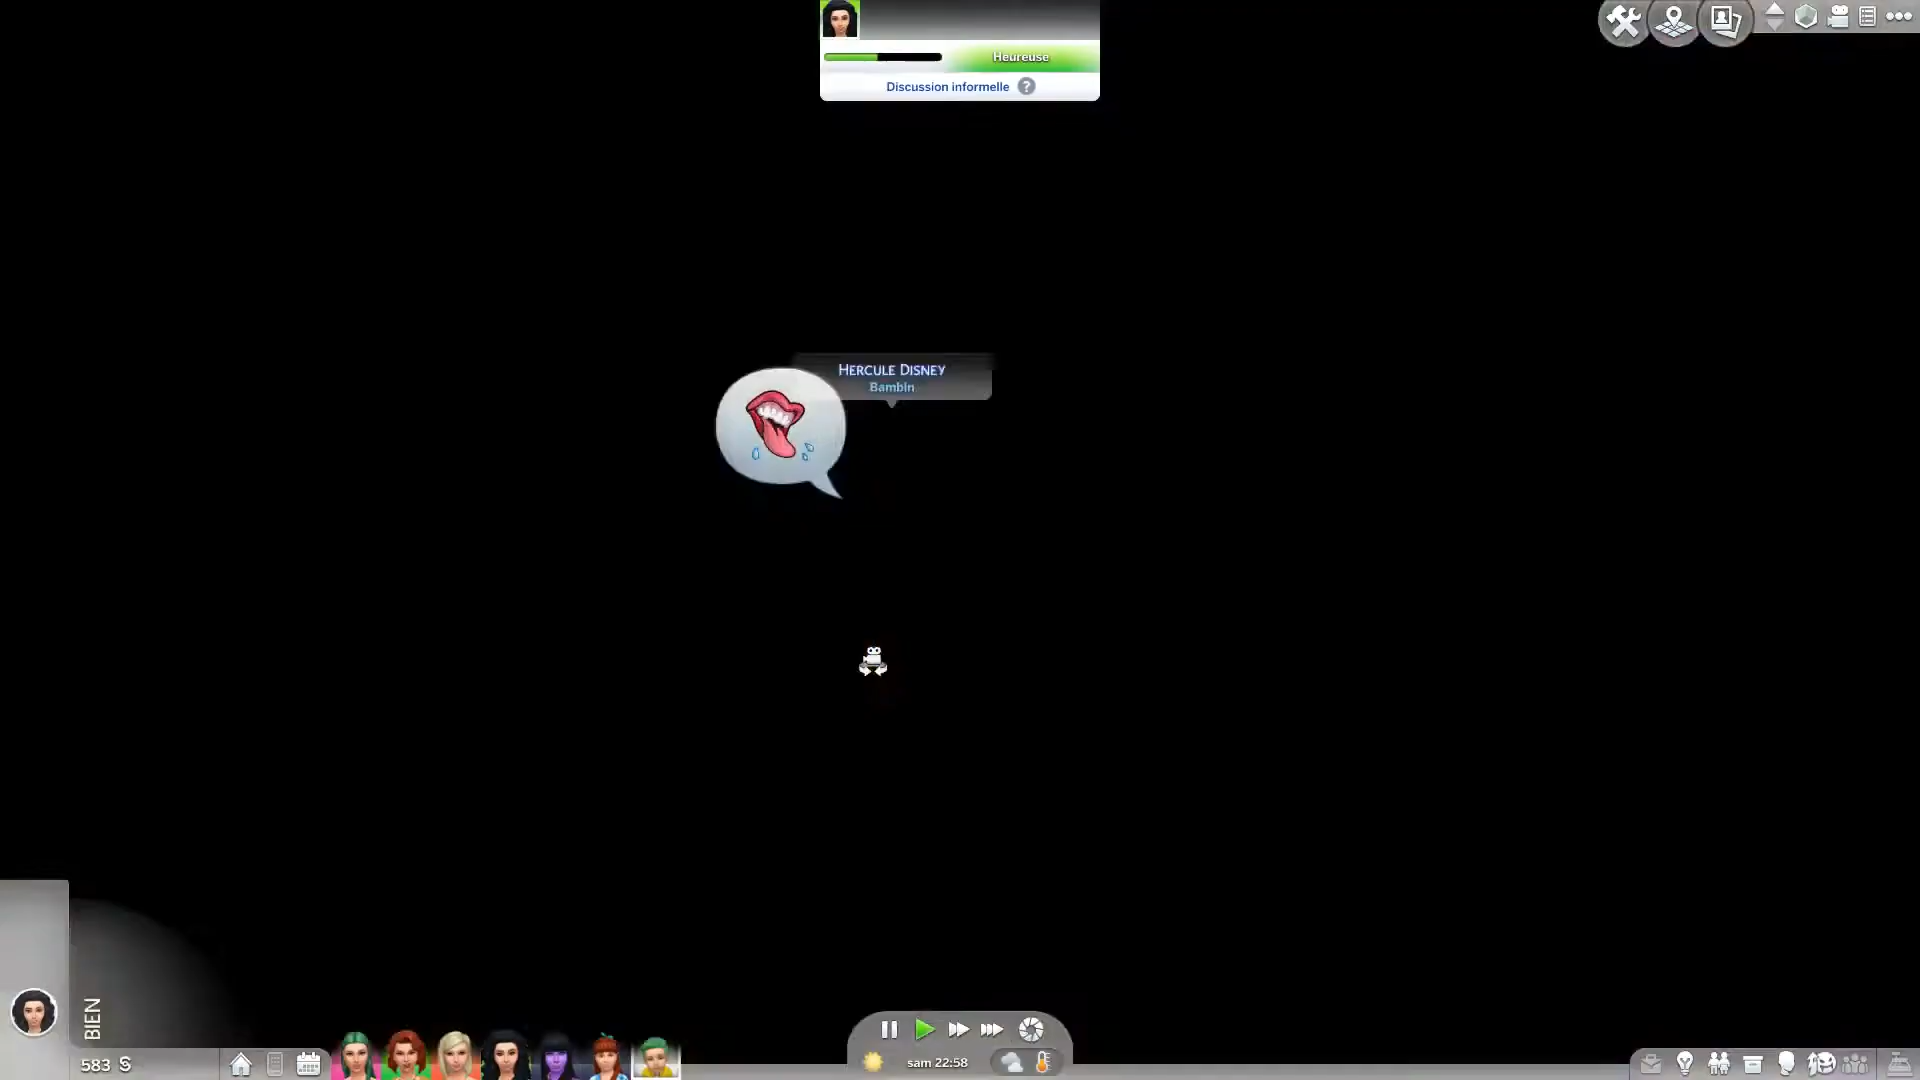 Heureuse
Discussion informelle ?
HERCULE DISNEY
Bambin
BIEN
583 S
sam 22:58